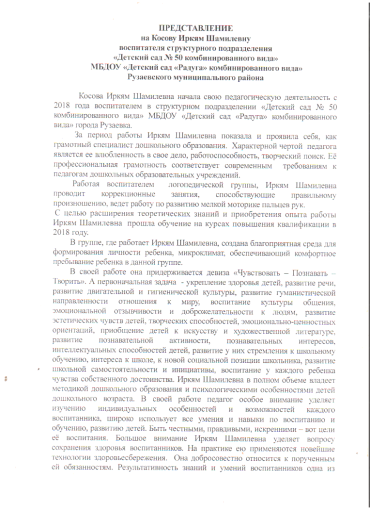 ПРЕДСТАВЛЕНИЕ
на Косову Иркям Шамилевну
воспитателя структурного подразделения
«Детский сад № 50 комбинированного вида»
МБДОУ «Детский сад «Радуга» комбинированного вида»
Рузаевского муниципального района
Косова Иркям Шамилевна начала свою педагогическую деятельность с
2018 года воспитателем в структурном подразделении «Детский сад № 50
комбинированного вида» МБДОУ «Детский сад «Радуга» комбинированного
вида» города Рузаевка.
За период работы Иркям Шамилевна показала и проявила себя, как
грамотный специалист дошкольного образования. Характерной чертой педагога
является ее влюбленность в свое дело, работоспособность, творческий поиск. Её
профессиональная грамотность соответствует современным требованиям к
педагогам дошкольных образовательных учреждений.
Работая воспитателем логопедической группы, Иркям Шамилевна
проводит коррекционные занятия, способствующие правильному
произношению, ведет работу по развитию мелкой моторике пальцев рук.
С целью расширения теоретических знаний и приобретения опыта работы
Иркям Шамилевна прошла обучение на курсах повышения квалификации в
2018 году.
В группе, где работает Иркям Шамилевна, создана благоприятная среда для
формирования личности ребенка, микроклимат, обеспечивающий комфортное
пребывание ребенка в данной группе.
В своей работе она придерживается девиза «Чувствовать – Познавать –
Творить». А первоначальная задача - укрепление здоровья детей, развитие речи,
развитие двигательной и гигиенической культуры, развитие гуманистической
направленности отношения к миру, воспитание культуры общения,
эмоциональной отзывчивости и доброжелательности к людям, развитие
эстетических чувств детей, творческих способностей, эмоционально-ценностных
ориентаций, приобщение детей к искусству и художественной литературе,
развитие познавательной активности, познавательных интересов,
интеллектуальных способностей детей, развитие у них стремления к школьному
обучению, интереса к школе, к новой социальной позиции школьника, развитие
школьной самостоятельности и инициативы, воспитание у каждого ребенка
чувства собственного достоинства. Иркям Шамилевна в полном объеме владеет
методикой дошкольного образования и психологическими особенностями детей
дошкольного возраста. В своей работе педагог особое внимание уделяет
изучению индивидуальных особенностей и возможностей каждого
воспитанника, широко использует все умения и навыки по воспитанию и
обучению, развитию детей. Быть честными, правдивыми, искренними – вот цели
её воспитания. Большое внимание Иркям Шамилевна уделяет вопросу
сохранения здоровья воспитанников. На практике ею применяются новейшие
технологии здоровьесбережения. Она добросовестно относится к порученным
ей обязанностям. Результативность знаний и умений воспитанников одна из